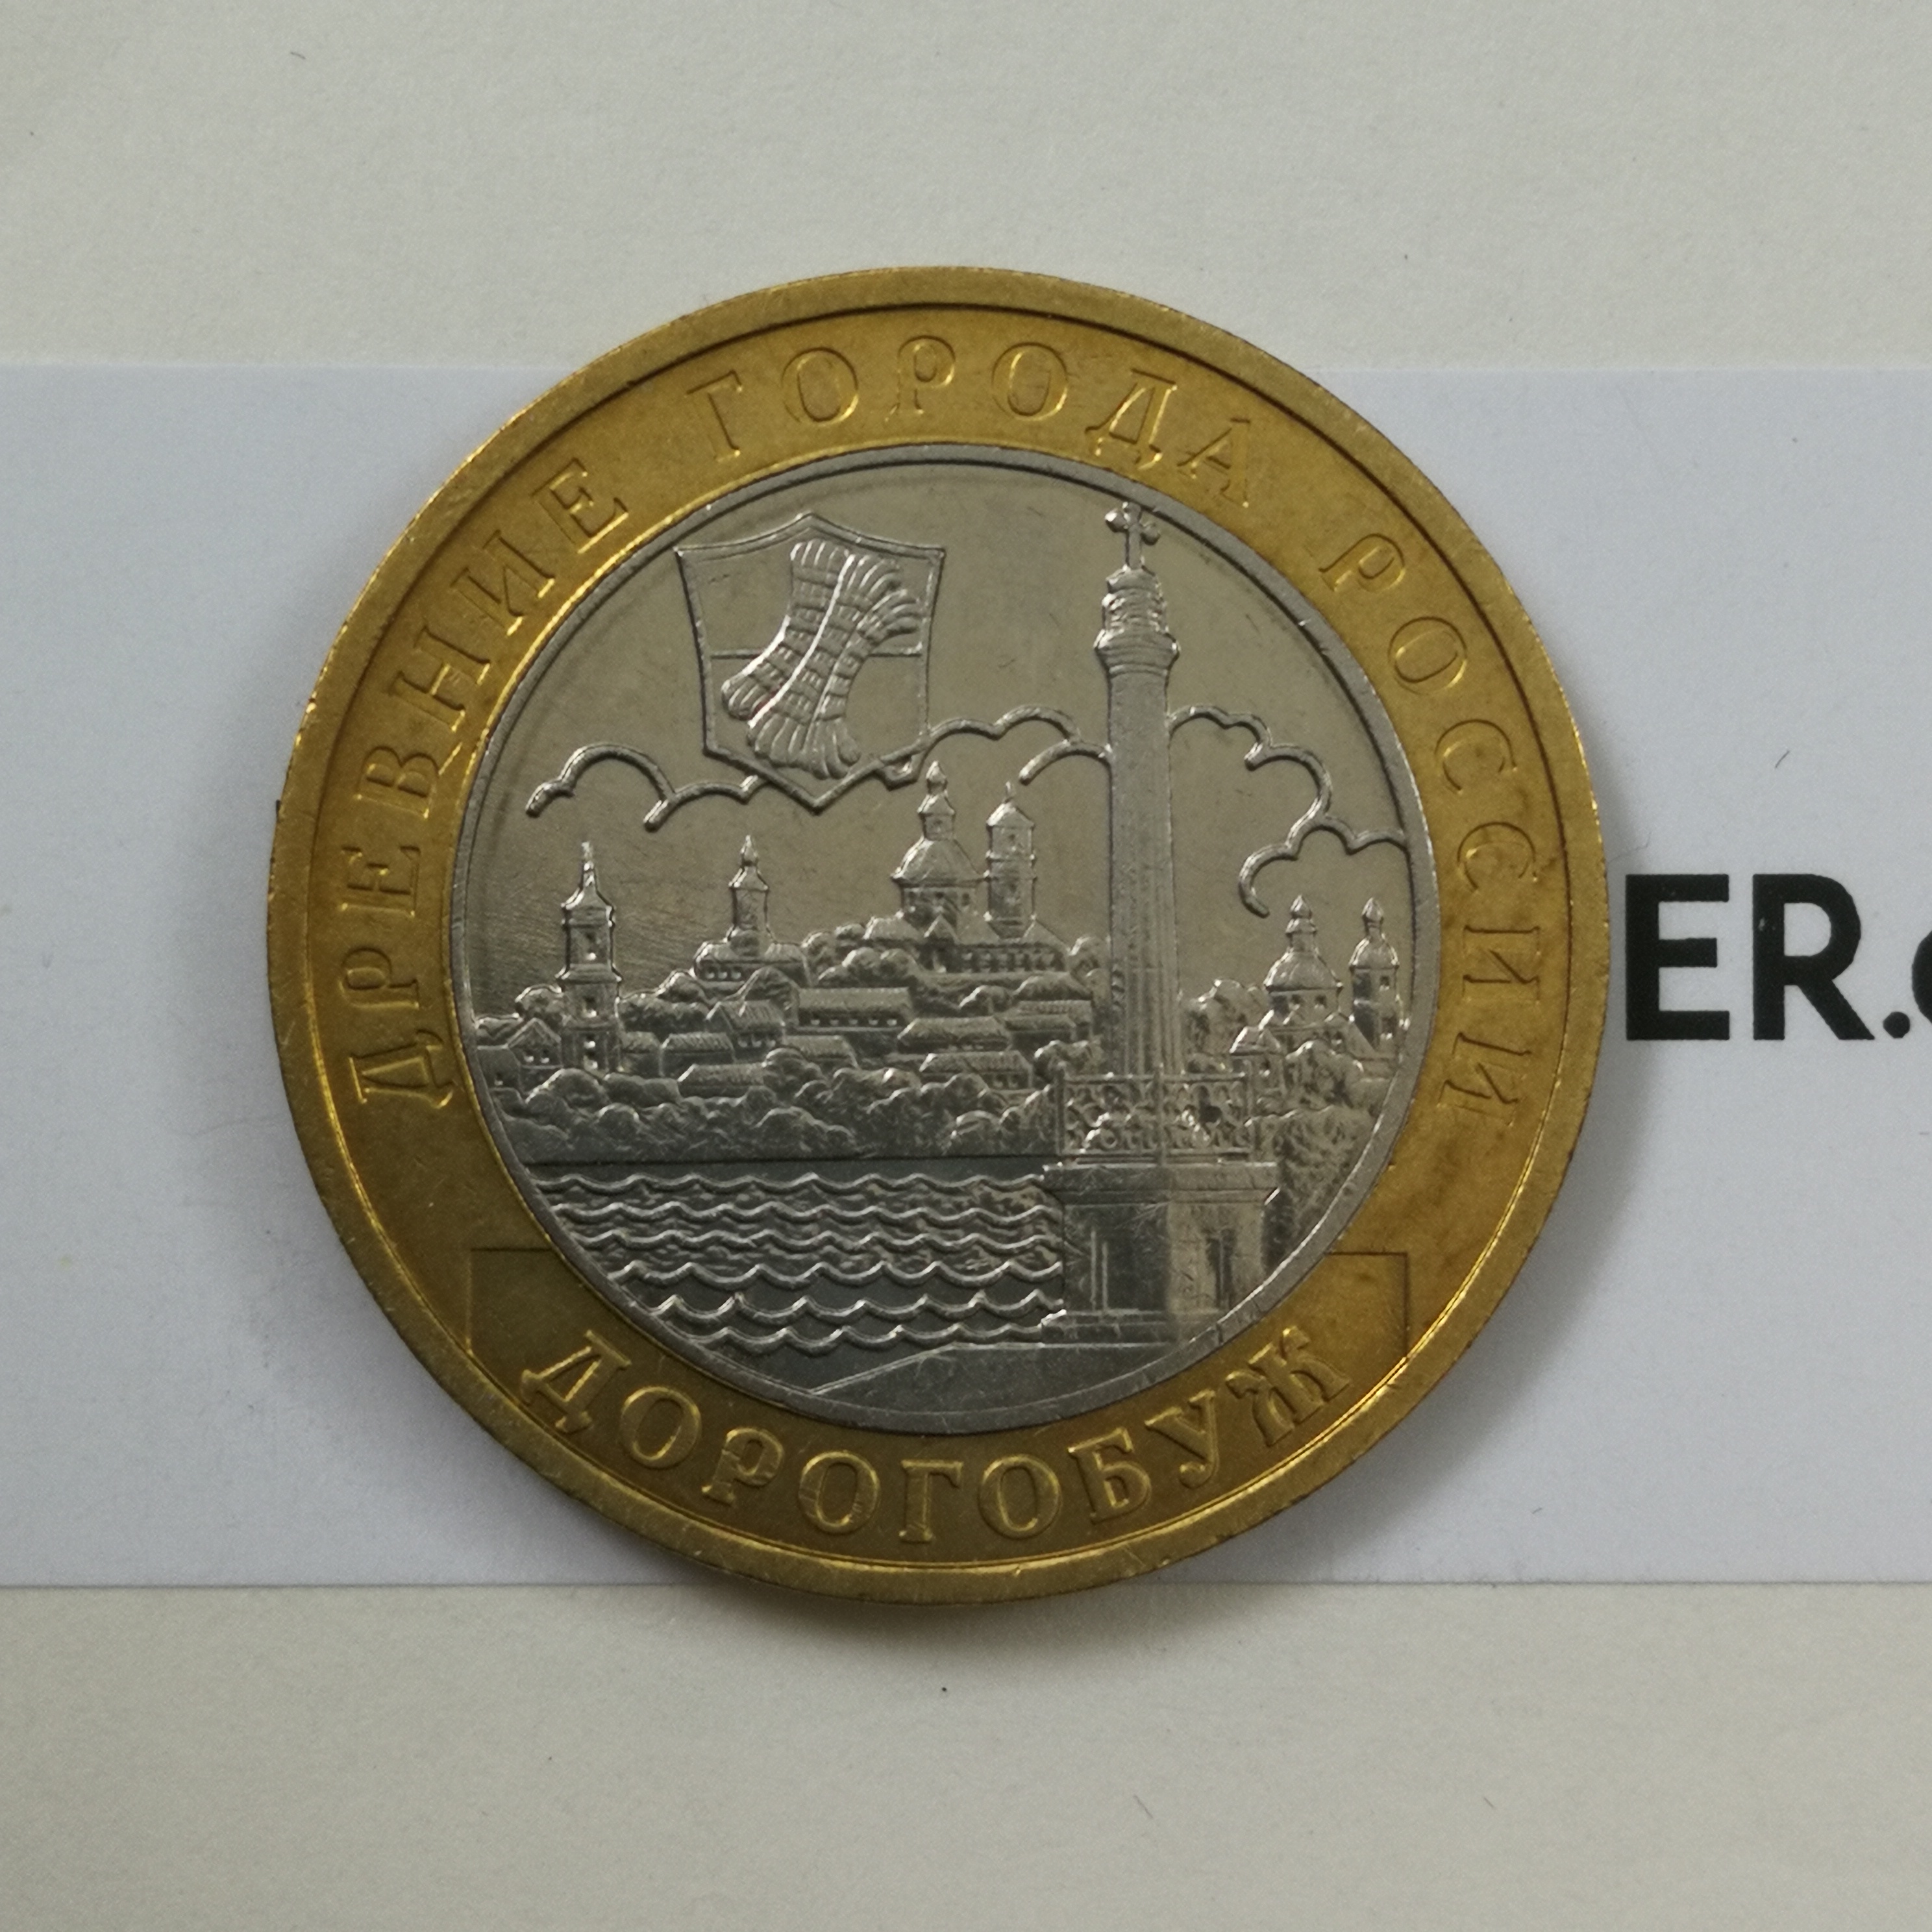 ДРЕВНИЕ ГОРОДА РОССИИ
ER.
ДОРОГОБУЖ